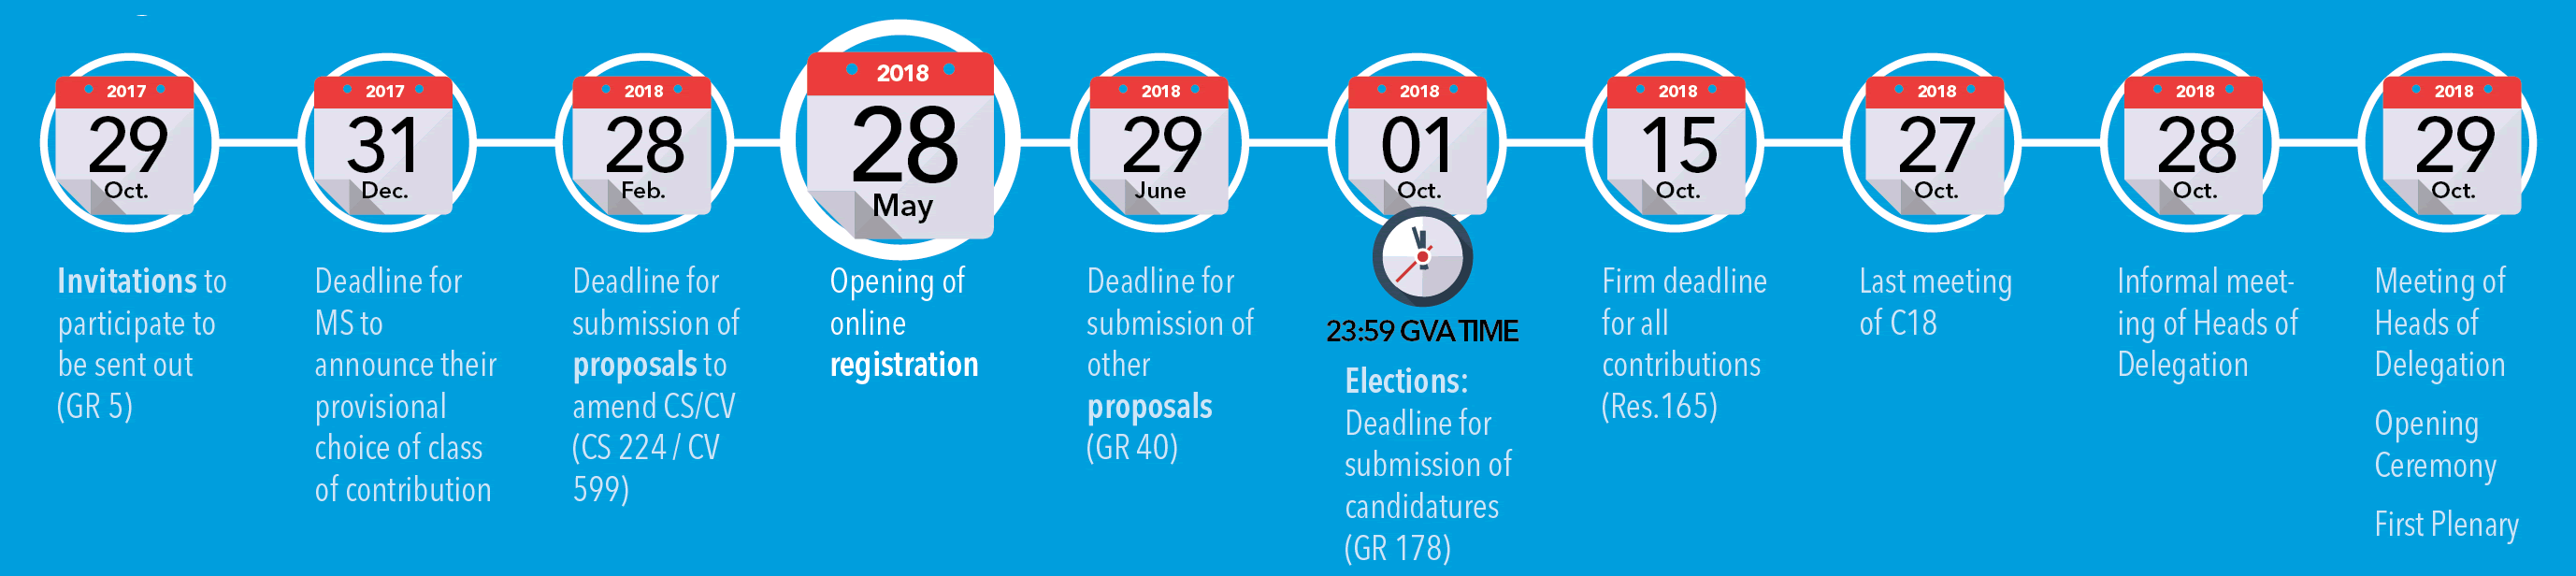 2017
29
Oct.
Invitations to
participate to
be sent out
(GR 5)
2017
31
Dec.
Deadline for
MS to
announce their
provisional
choice of class
of contribution
2018
28
Feb.
Deadline for
submission of
proposals to
amend CS/CV
(CS 224 / CV
599)
2018
28
May
Opening of
online
registration
2018
29
June
Deadline for
submission of
other
proposals
(GR 40)
2018
01
Oct.
23:59 GVA TIME
Elections:
Deadline for
submission of
candidatures
(GR 178)
2018
15
Oct.
Firm deadline
for all
contributions
(Res.165)
2018
27
Oct.
Last meeting
of C18
2018
28
Oct.
Informal meet-
ing of Heads of
Delegation
2018
29
Oct.
Meeting of
Heads of
Delegation
Opening
Ceremony
First Plenary